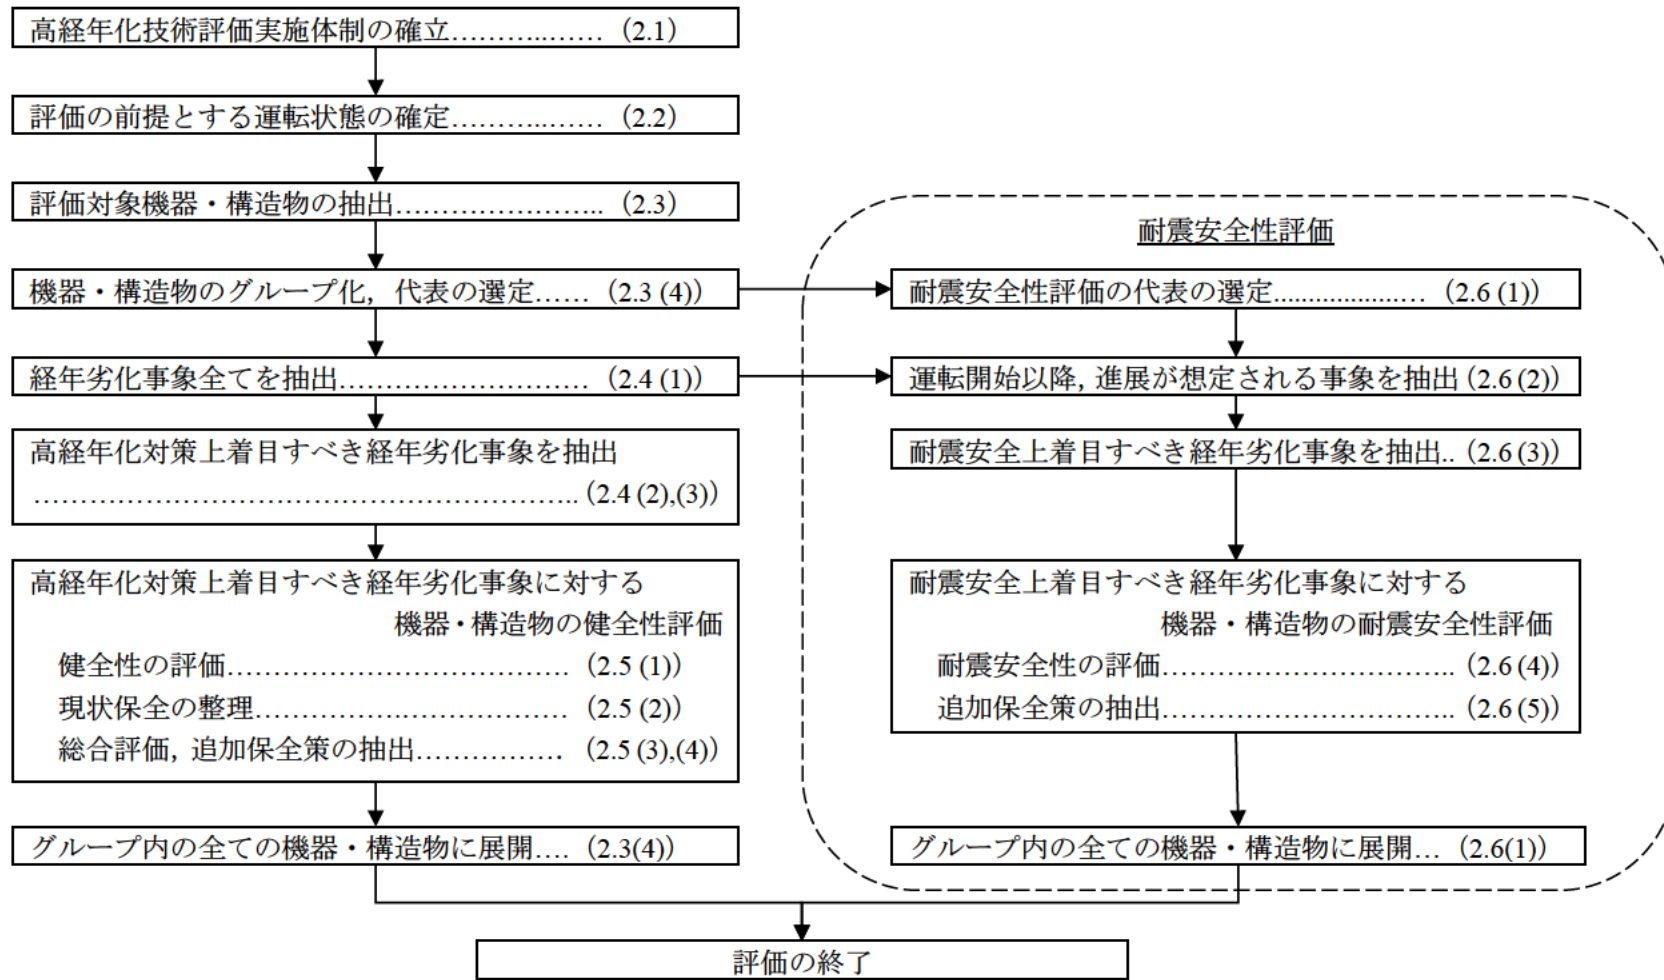 高経年化技術評価実施体制の確立………..…… (2.1)
評価の前提とする運転状態の確定………..…… (2.2)
評価対象機器・構造物の抽出………………….. (2.3)
機器・構造物のグループ化, 代表の選定…… (2.3 (4))
経年劣化事象全てを抽出……………………… (2.4 (1))
高経年化対策上着目すべき経年劣化事象を抽出
…………………………………………………….. (2.4 (2),(3))
高経年化対策上着目すべき経年劣化事象に対する
機器・構造物の健全性評価
健全性の評価……………………………… (2.5 (1))
現状保全の整理…………….……………… (2.5 (2))
総合評価, 追加保全策の抽出……………. (2.5 (3),(4))
グループ内の全ての機器・構造物に展開…. (2.3(4))
耐震安全性評価
耐震安全性評価の代表の選定...................… (2.6 (1))
運転開始以降, 進展が想定される事象を抽出 (2.6 (2))
耐震安全上着目すべき経年劣化事象を抽出.. (2.6 (3))
耐震安全上着目すべき経年劣化事象に対する
機器・構造物の耐震安全性評価
耐震安全性の評価………………………….. (2.6 (4))
追加保全策の抽出………………………….. (2.6 (5))
グループ内の全ての機器・構造物に展開… (2.6(1))
評価の終了